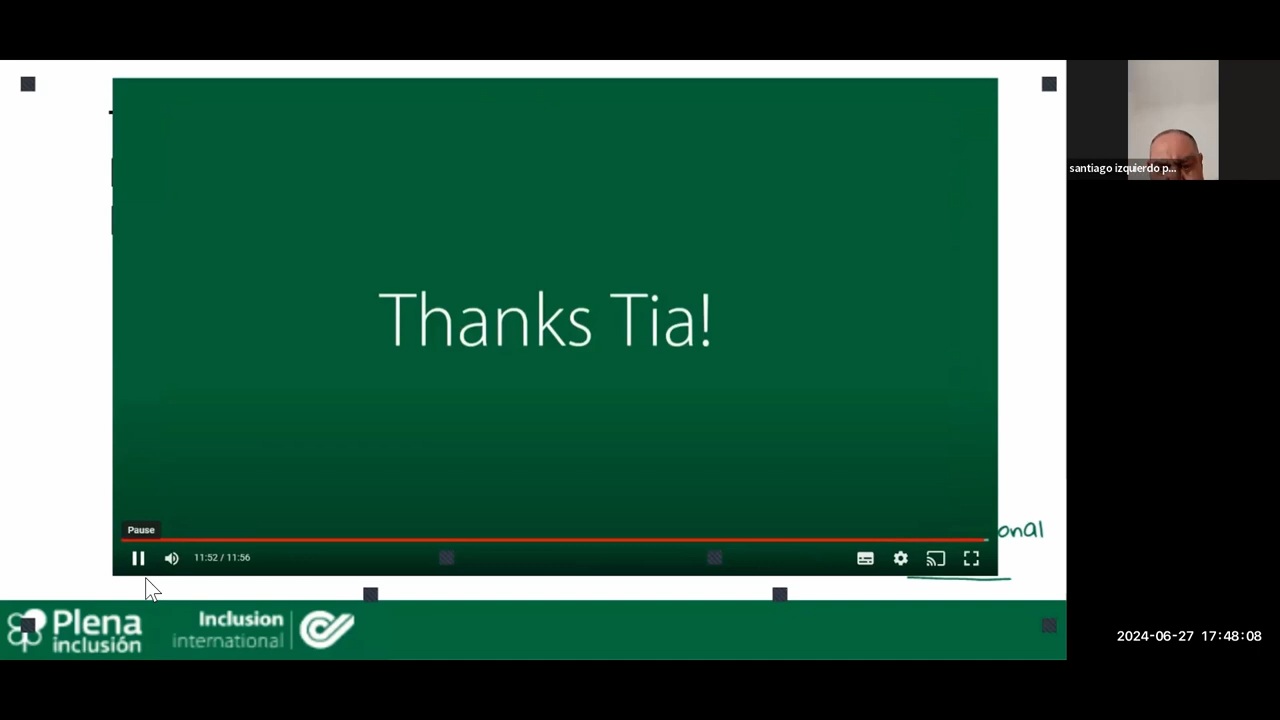 santiago izquierdo p...
Thanks Tia!
Pause
11:52 / 11:56
onal
Plena
inclusión
Inclusion
international
2024-06-27 17:48:08